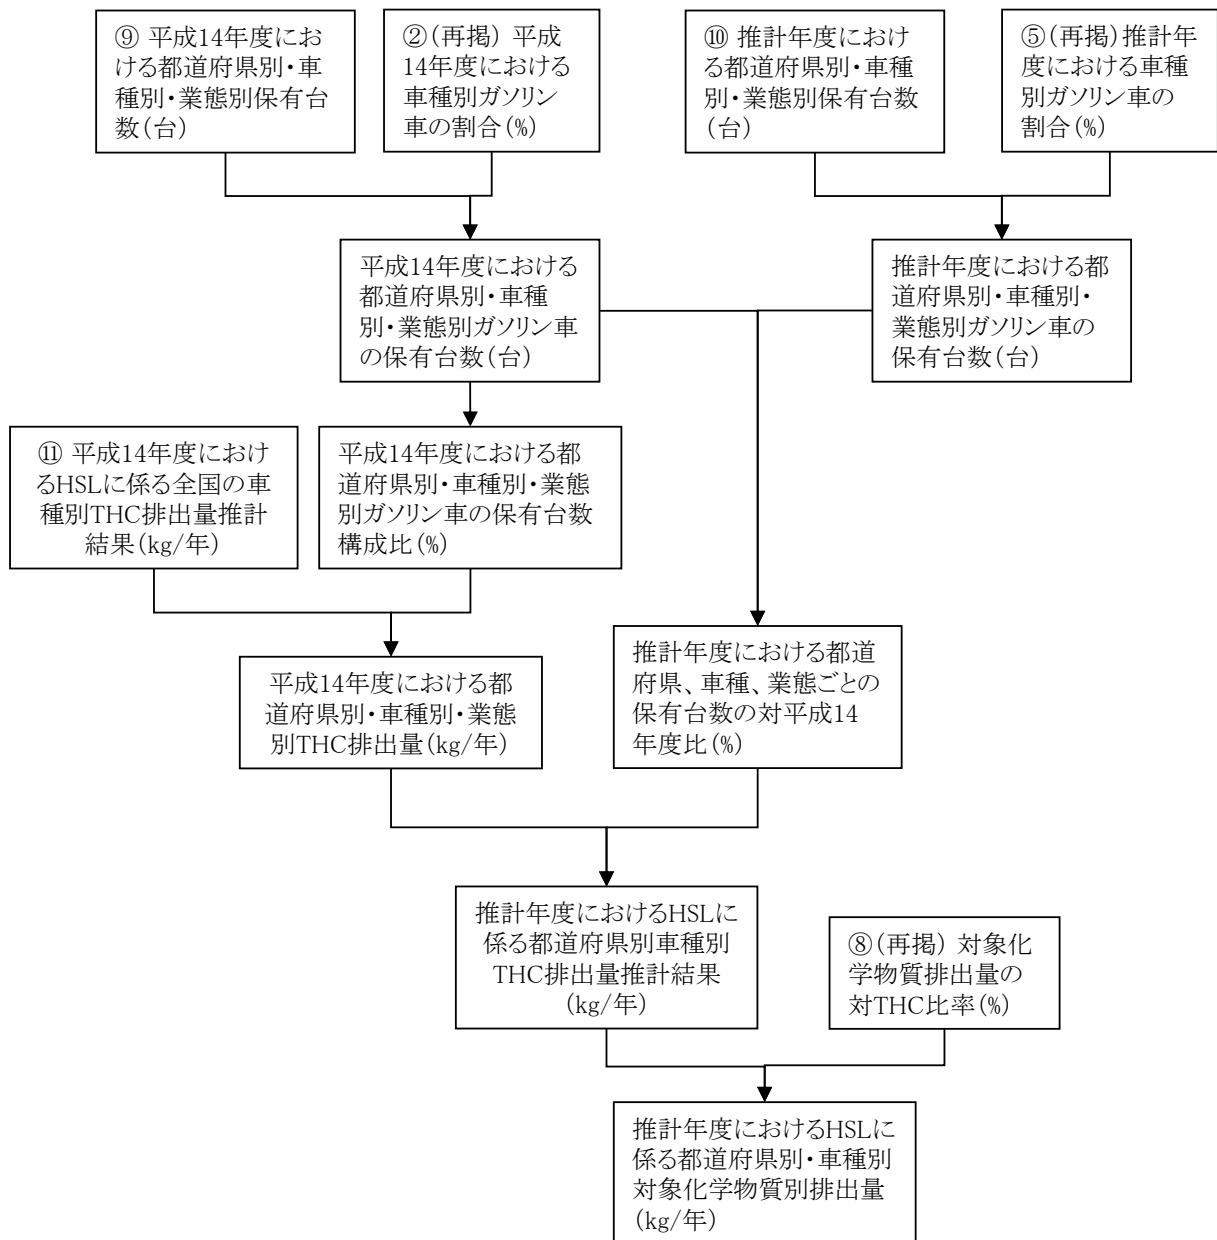 ⑨ 平成14年度にお
ける都道府県別・車
種別・業態別保有台
数(台)
②(再掲) 平成
14年度における
車種別ガソリン
車の割合(%)
⑩ 推計年度におけ
る都道府県別・車種
別・業態別保有台数
(台)
⑤(再掲)推計年
度における車種
別ガソリン車の
割合(%)
平成14年度における
都道府県別・車種
別・業態別ガソリン車
の保有台数(台)
推計年度における都
道府県別・車種別・
業態別ガソリン車の
保有台数(台)
⑪ 平成14年度におけ
るHSLに係る全国の車
種別THC排出量推計
結果(kg/年)
平成14年度における都
道府県別・車種別・業態
別ガソリン車の保有台数
構成比(%)
平成14年度における都
道府県別・車種別・業態
別THC排出量(kg/年)
推計年度における都道
府県、車種、業態ごとの
保有台数の対平成14
年度比(%)
推計年度におけるHSLに
係る都道府県別車種別
THC排出量推計結果
(kg/年)
⑧(再掲) 対象化
学物質排出量の
対THC比率(%)
推計年度におけるHSLに
係る都道府県別・車種別
対象化学物質別排出量
(kg/年)